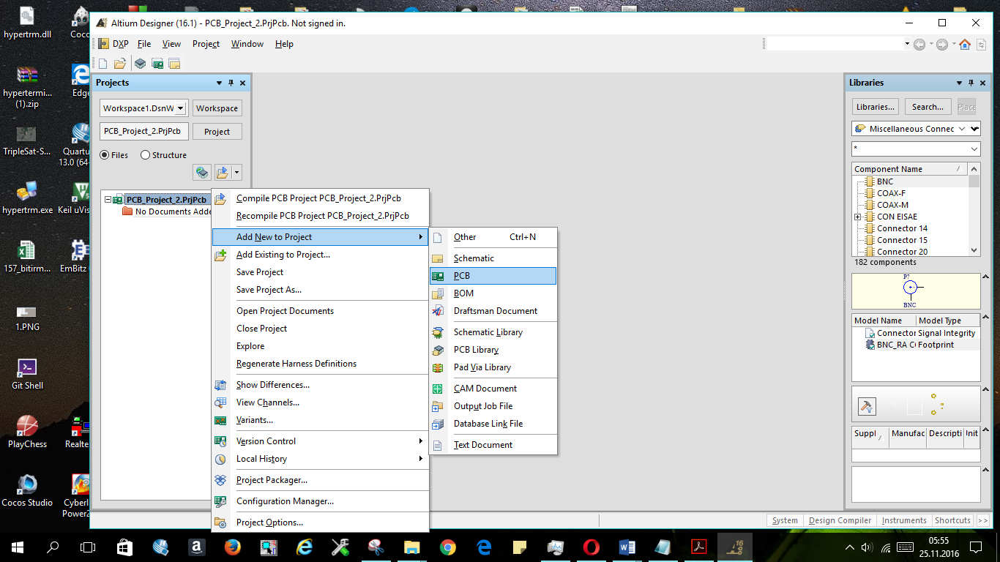 hypertrm.dll
Coco
hypertermi...
(1).zip
Edge
TripleSat-S...
Quartu
13.0 (64-
hypertrm.exe
Keil uVis
157_bitirm...
EmBitz
1.PNG
Git Shell
PlayChess
Realte
Cocos Studio
Cyberl
Power2
Altium Designer (16.1) - PCB_Project_2.PrjPcb. Not signed in.
DXP File View Project Window Help
Projects
Workspace1.DsnW Workspace
PCB_Project_2.PrjPcb Project
Files Structure
PCB_Project_2.PrjPcb
No Documents Adde
Compile PCB Project PCB_Project_2.PrjPcb
Recompile PCB Project PCB_Project_2.PrjPcb
Add New to Project
Add Existing to Project...
Save Project
Save Project As...
Open Project Documents
Close Project
Explore
Regenerate Harness Definitions
Show Differences...
View Channels...
Variants...
Version Control
Local History
Project Packager...
Configuration Manager...
Project Options...
Other Ctrl+N
Schematic
PCB
BOM
Draftsman Document
Schematic Library
PCB Library
Pad Via Library
CAM Document
Output Job File
Database Link File
Text Document
Libraries
Libraries... Search... Place
Miscellaneous Connec
*
Component Name
BNC
COAX-F
COAX-M
CON EISAE
Connector 14
Connector 15
Connector 20
182 components
P?
BNC
Model Name Model Type
Connector Signal Integrity
BNC_RA C Footprint
Suppl Manufac Descripti Init
System Design Compiler Instruments Shortcuts >>
05:55
25.11.2016